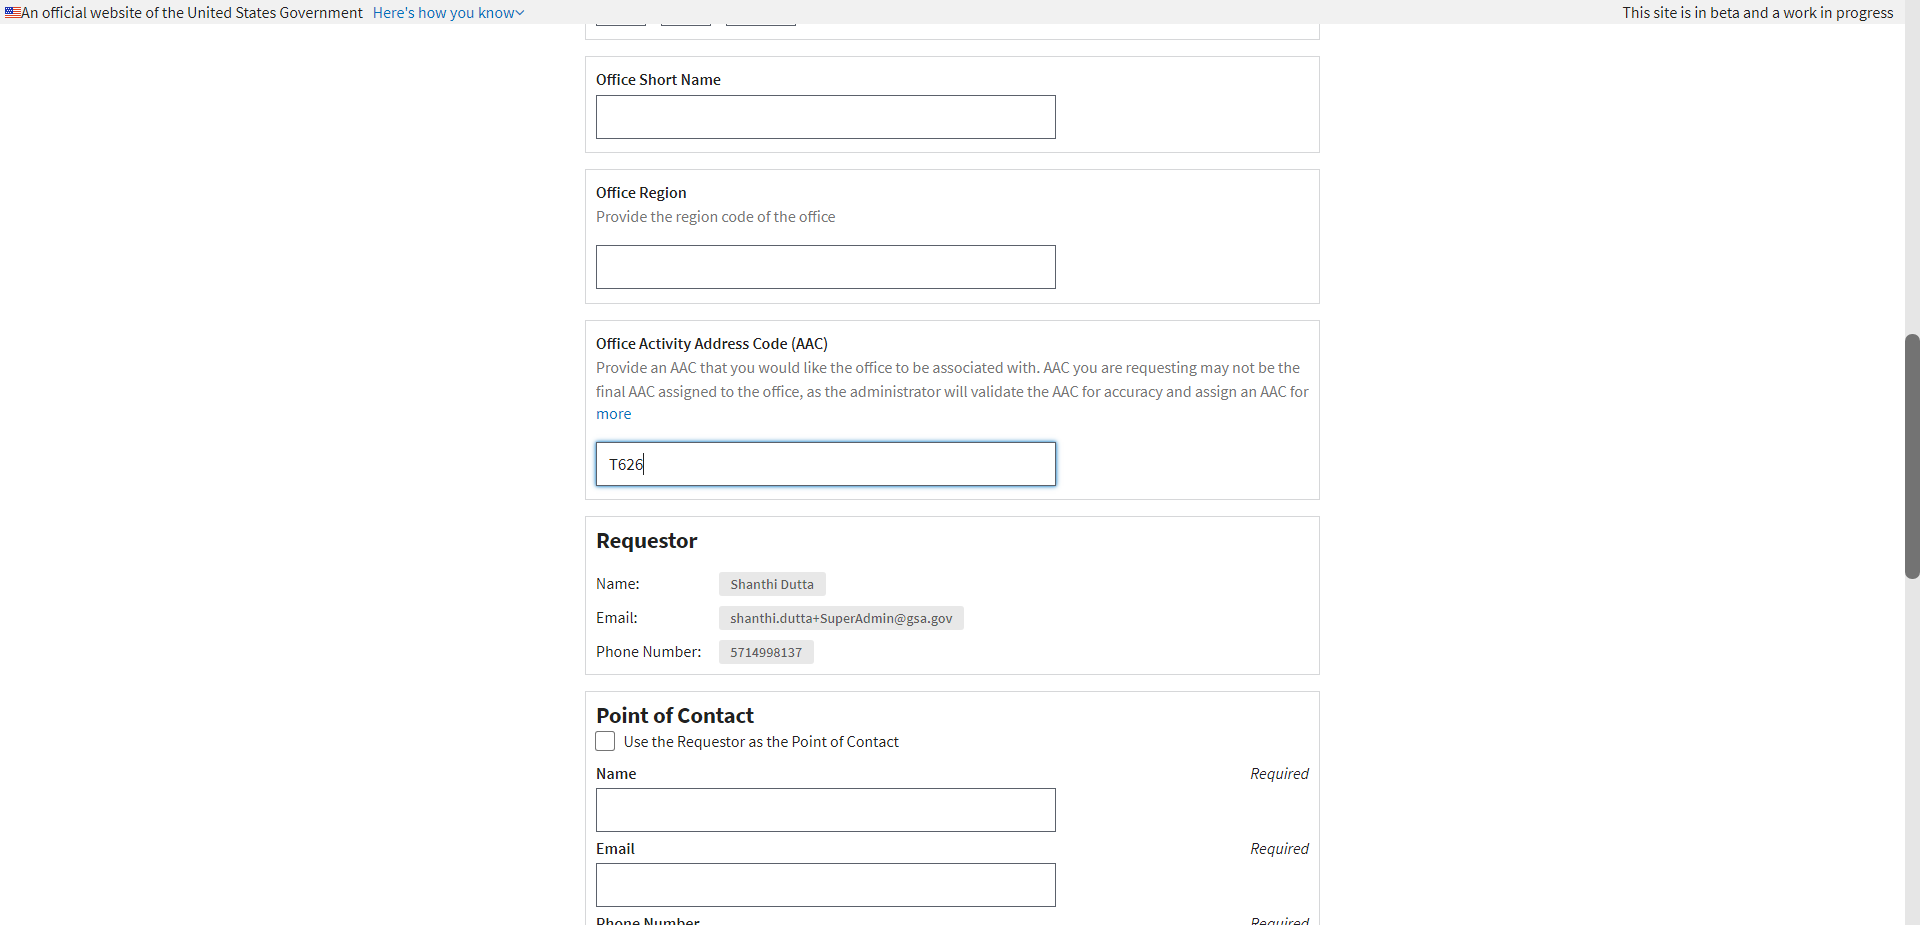 An official website of the United States Government Here's how you know
This site is in beta and a work in progress
Office Short Name
Office Region
Provide the region code of the office
Office Activity Address Code (AAC)
Provide an AAC that you would like the office to be associated with. AAC you are requesting may not be the
final AAC assigned to the office, as the administrator will validate the AAC for accuracy and assign an AAC for
more
T626
Requestor
Name: Shanthi Dutta
Email: shanthi.dutta+SuperAdmin@gsa.gov
Phone Number: 5714998137
Point of Contact
Use the Requestor as the Point of Contact
Name Required
Email Required
Phone Number Required